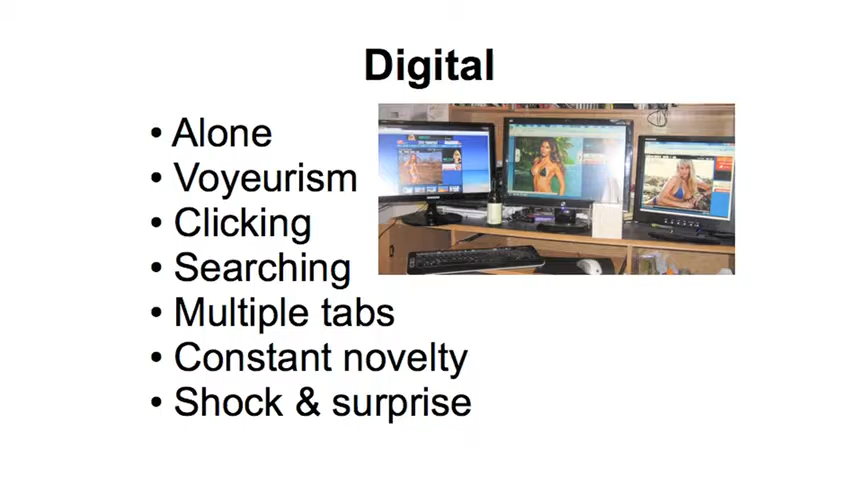 Digital
• Alone
• Voyeurism
• Clicking
• Searching
• Multiple tabs
• Constant novelty
• Shock & surprise